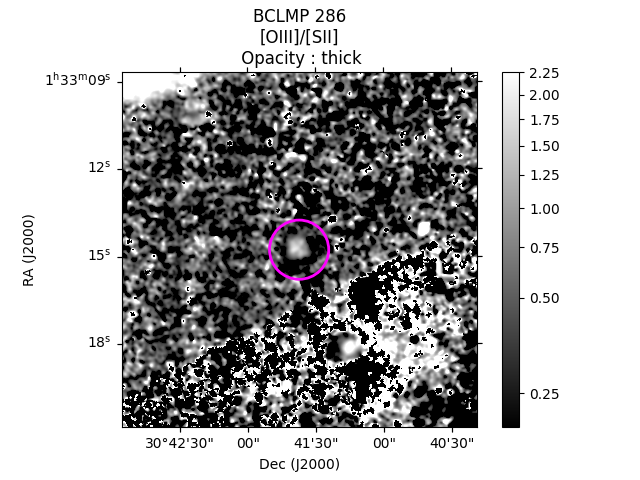 BCLMP 286
[OIII]/[SII]
Opacity : thick
1ʰ33ᵐ09ˢ
12ˢ
15ˢ
18ˢ
RA (J2000)
30°42'30"
00"
41'30"
00"
40'30"
Dec (J2000)
2.25
2.00
1.75
1.50
1.25
1.00
0.75
0.50
0.25